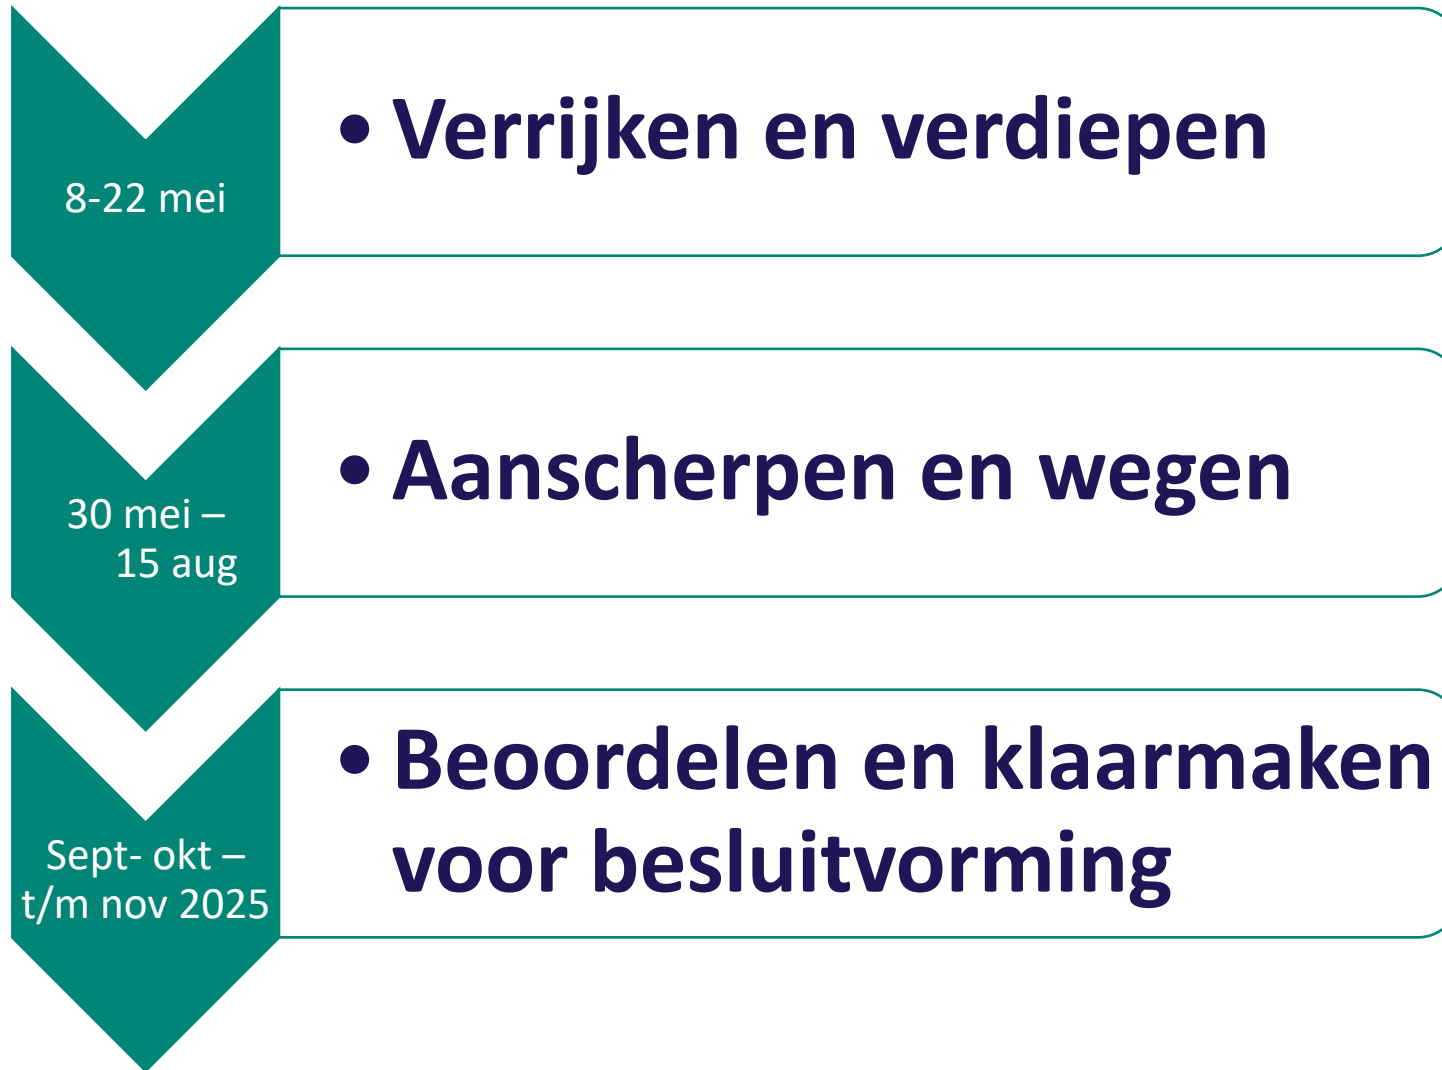 8-22 mei
• Verrijken en verdiepen
30 mei –
15 aug
• Aanscherpen en wegen
Sept- okt –
t/m nov 2025
• Beoordelen en klaarmaken
voor besluitvorming